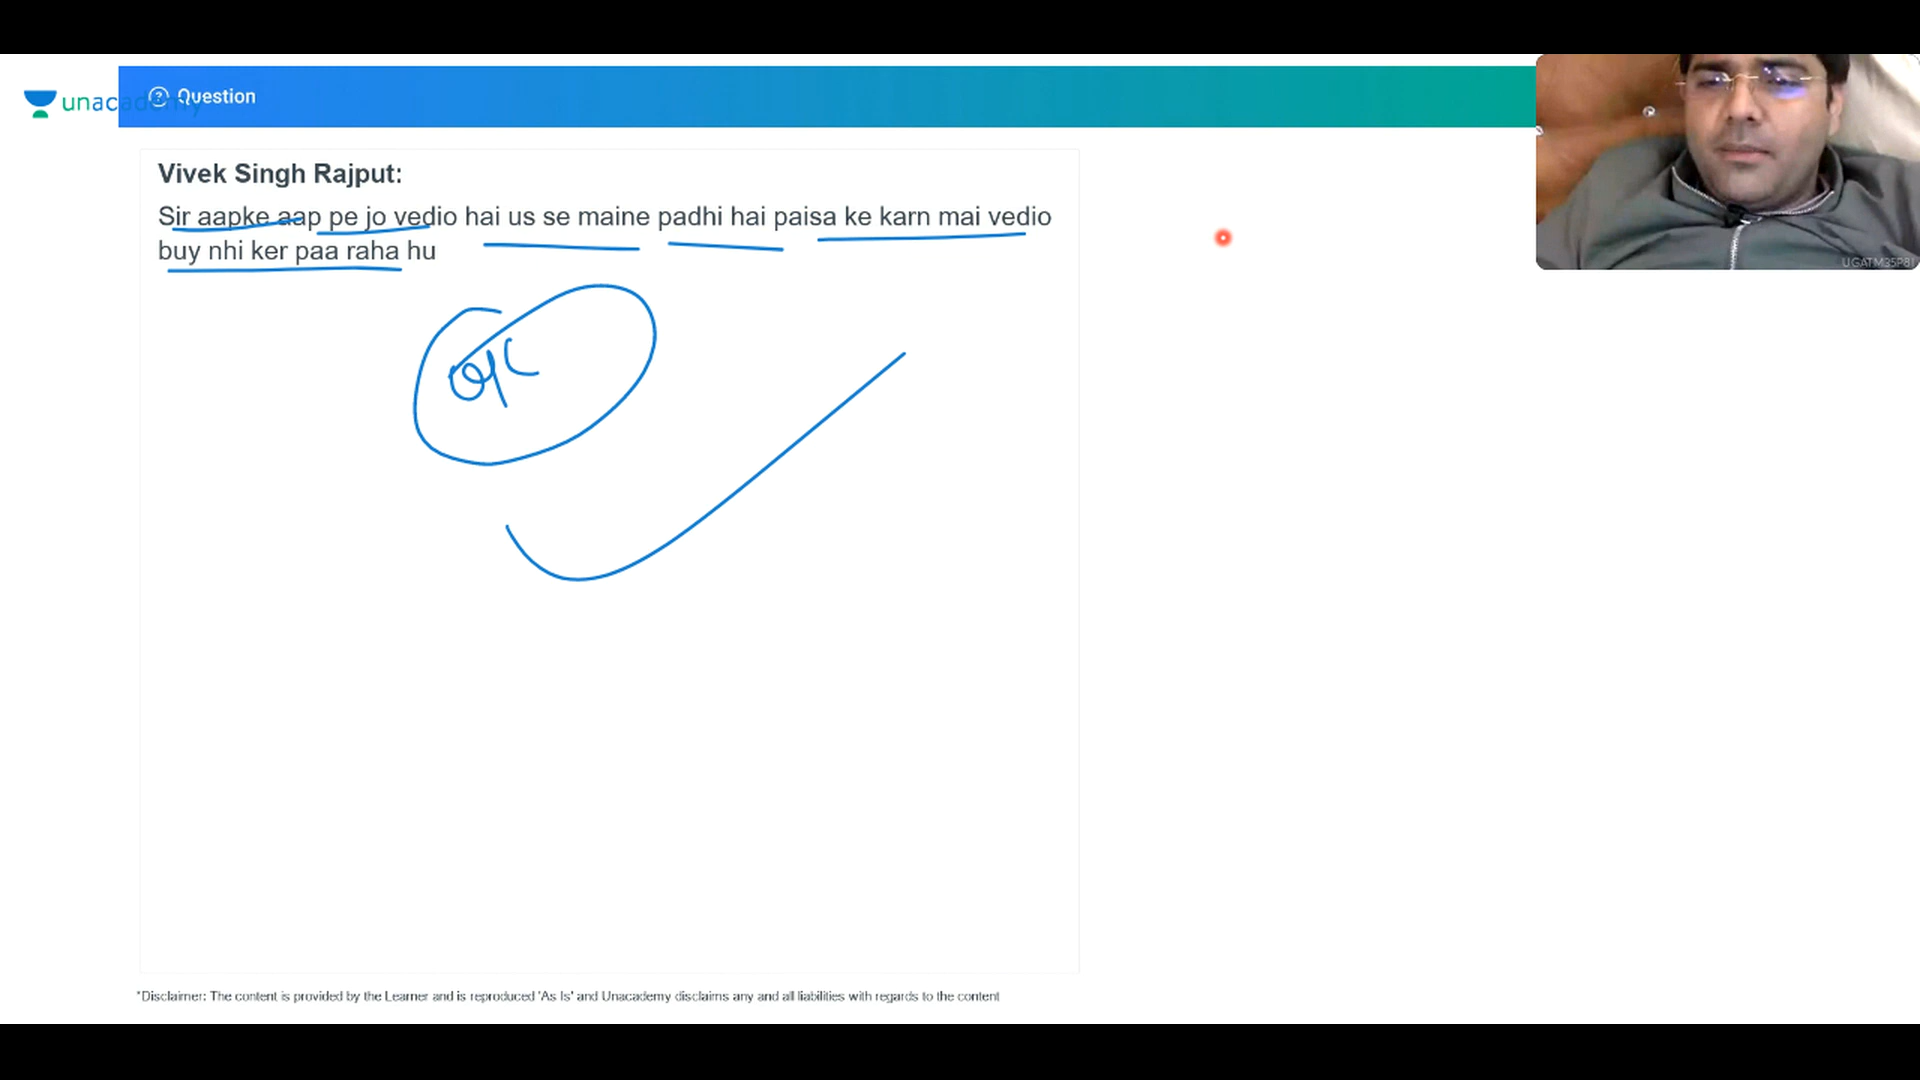 unacademy
Question
Vivek Singh Rajput:
Sir aapke aap pe jo vedio hai us se maine padhi hai paisa ke karn mai vedio
buy nhi ker paa raha hu
UGATM35P81
*Disclaimer: The content is provided by the Learner and is reproduced 'As Is' and Unacademy disclaims any and all liabilities with regards to the content